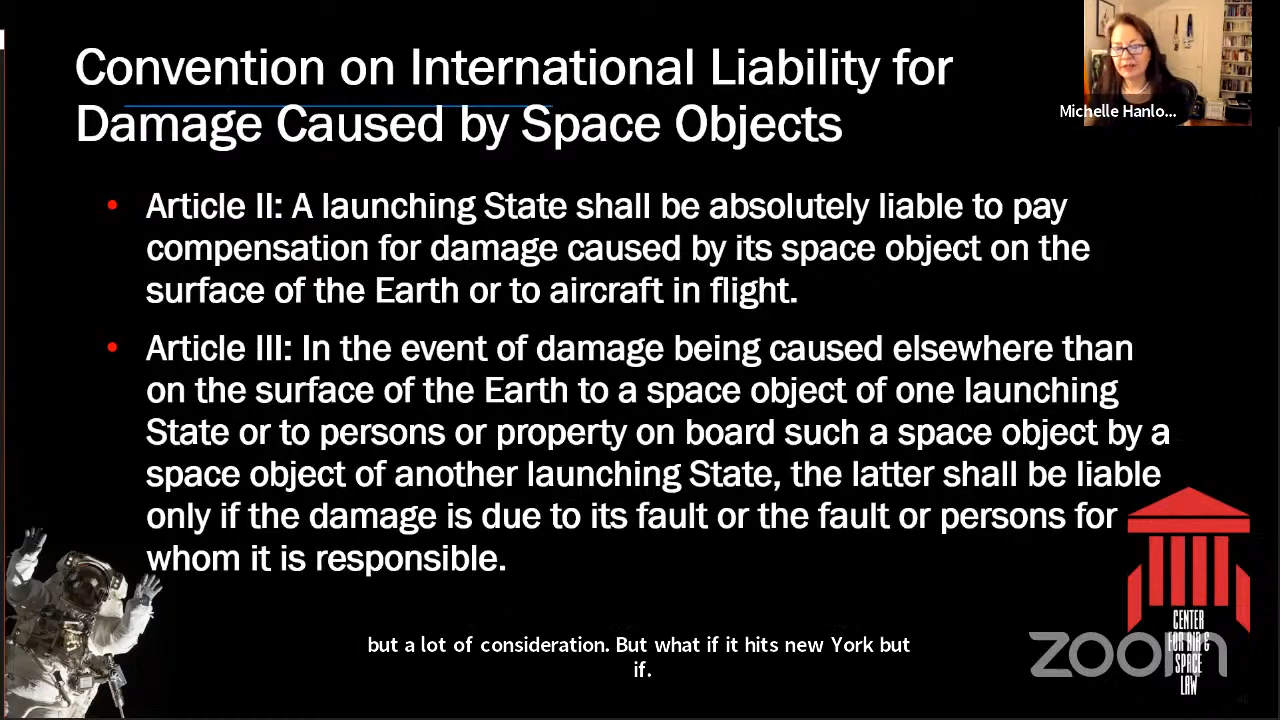 Convention on International Liability for
Damage Caused by Space Objects
Michelle Hanlo...
• Article II: A launching State shall be absolutely liable to pay
compensation for damage caused by its space object on the
surface of the Earth or to aircraft in flight.
• Article III: In the event of damage being caused elsewhere than
on the surface of the Earth to a space object of one launching
State or to persons or property on board such a space object by a
space object of another launching State, the latter shall be liable
only if the damage is due to its fault or the fault or persons for
whom it is responsible.
but a lot of consideration. But what if it hits new York but
if.
CENTER
FOR AIR &
SPACE
LAW
zoom